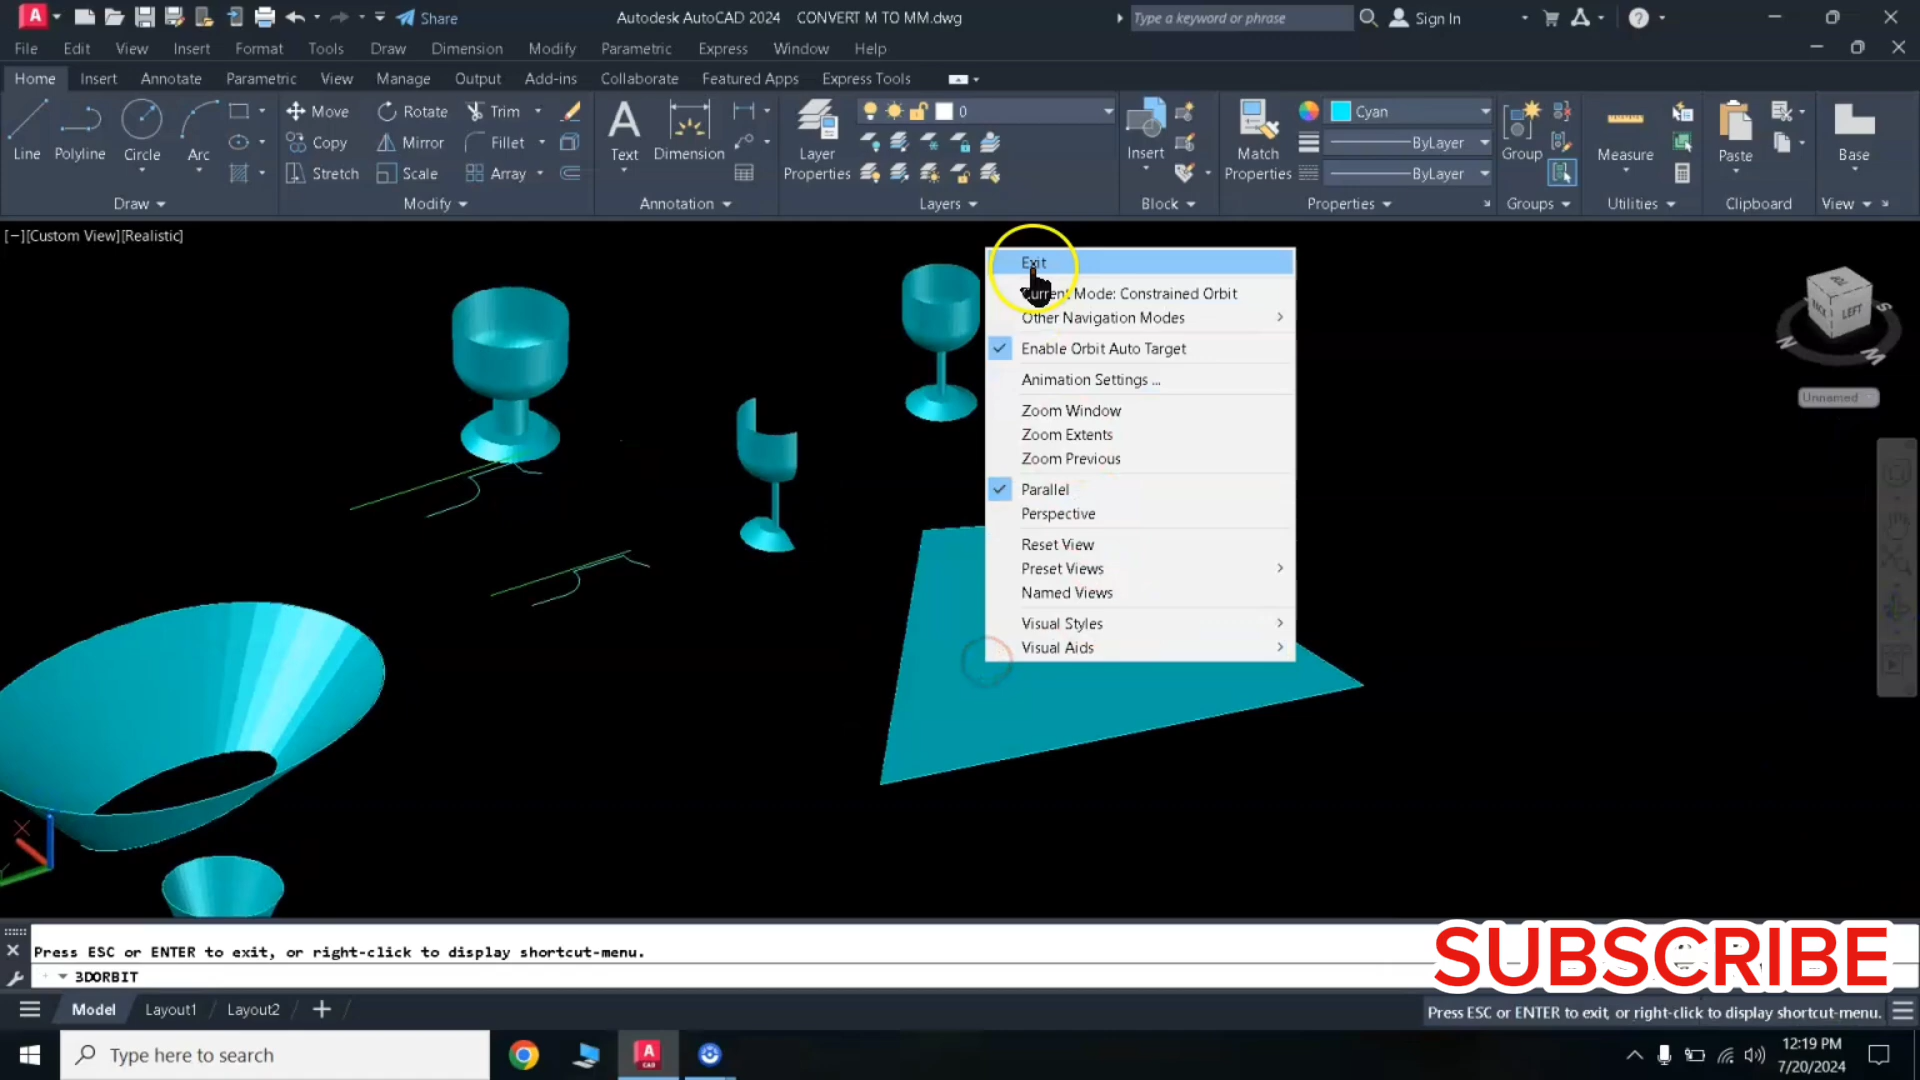 Share
Autodesk AutoCAD 2024 CONVERT M TO MM.dwg
Type a keyword or phrase
Sign In
File Edit View Insert Format Tools Draw Dimension Modify Parametric Express Window Help
Home Insert Annotate Parametric View Manage Output Add-ins Collaborate Featured Apps Express Tools
Move Rotate Trim
0
Cyan
Copy Mirror Fillet
ByLayer
Line Polyline Circle Arc
Text Dimension
Layer
Properties
Insert
Match
Properties
Group
Measure
Paste
Base
Stretch Scale Array
ByLayer
Draw Modify Annotation Layers Block Properties Groups Utilities Clipboard View
[−][Custom View][Realistic]
Exit
Current Mode: Constrained Orbit
Other Navigation Modes
Enable Orbit Auto Target
Animation Settings ...
Zoom Window
Zoom Extents
Zoom Previous
Parallel
Perspective
Reset View
Preset Views
Named Views
Visual Styles
Visual Aids
TOP
BACK
LEFT
N
S
Unnamed
X
Press ESC or ENTER to exit, or right-click to display shortcut-menu.
3DORBIT
SUBSCRIBE
Model Layout1 Layout2
Press ESC or ENTER to exit, or right-click to display shortcut-menu.
Type here to search
12:19 PM
7/20/2024